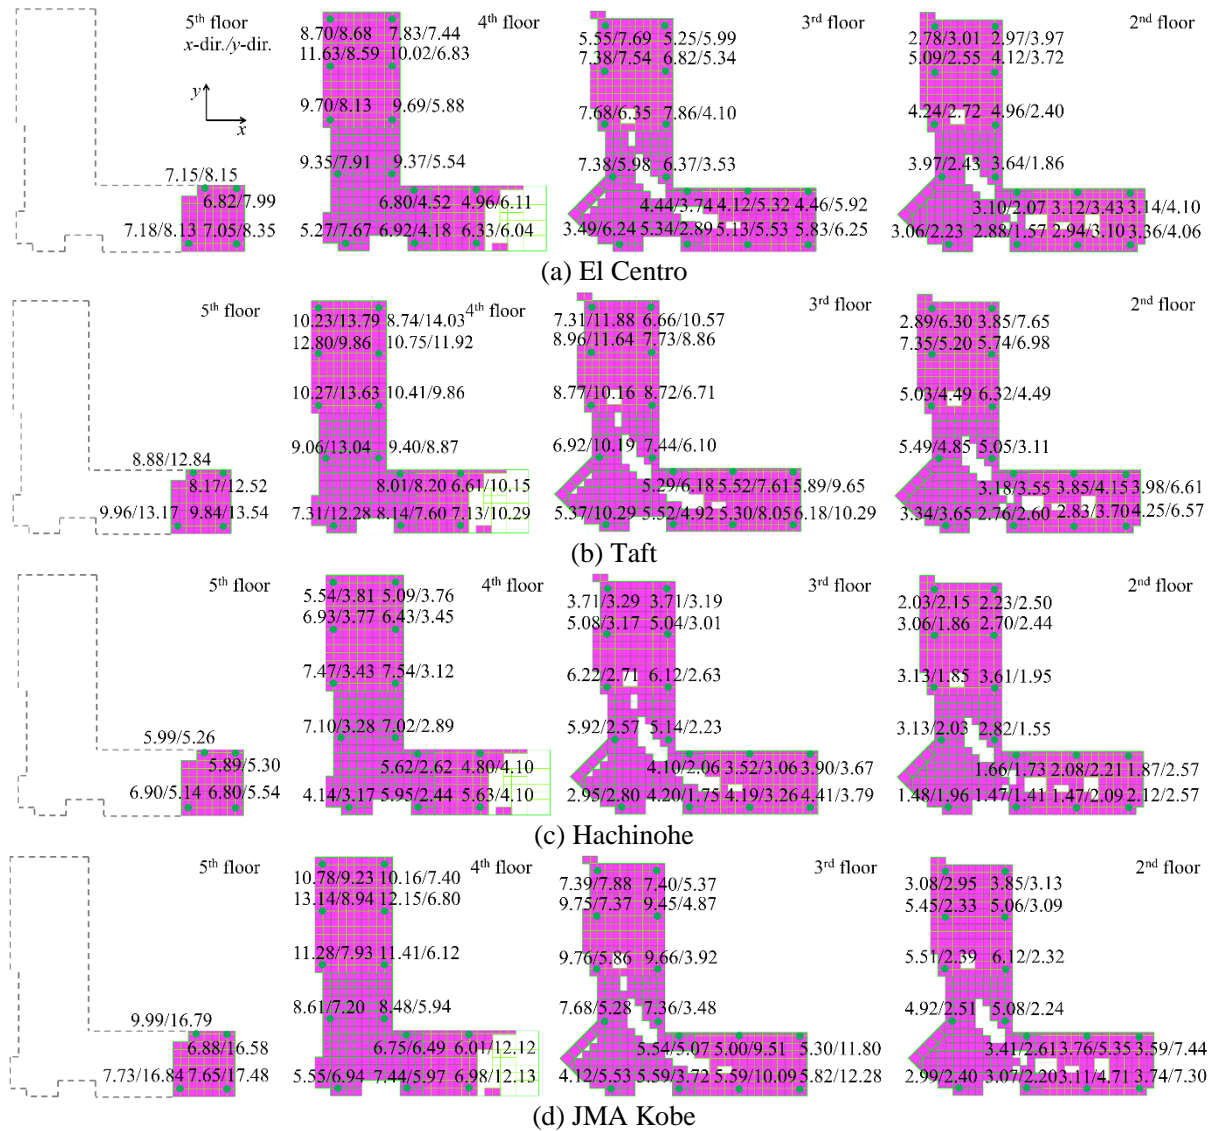 5th floor
x-dir./y-dir.
y
x
7.15/8.15
6.82/7.99
7.18/8.13 7.05/8.35
4th floor
8.70/8.68 7.83/7.44
11.63/8.59 10.02/6.83
9.70/8.13 9.69/5.88
9.35/7.91 9.37/5.54
6.80/4.52 4.96/6.11
5.27/7.67 6.92/4.18 6.33/6.04
3rd floor
5.55/7.69 5.25/5.99
7.38/7.54 6.82/5.34
7.68/6.35 7.86/4.10
7.38/5.98 6.37/3.53
4.44/3.74 4.12/5.32 4.46/5.92
3.49/6.24 5.34/2.89 5.13/5.53 5.83/6.25
2nd floor
2.78/3.01 2.97/3.97
5.09/2.55 4.12/3.72
4.24/2.72 4.96/2.40
3.97/2.43 3.64/1.86
3.10/2.07 3.12/3.43 3.14/4.10
3.06/2.23 2.88/1.57 2.94/3.10 3.36/4.06
(a) El Centro
5th floor
8.88/12.84
8.17/12.52
9.96/13.17 9.84/13.54
4th floor
10.23/13.79 8.74/14.03
12.80/9.86 10.75/11.92
10.27/13.63 10.41/9.86
9.06/13.04 9.40/8.87
8.01/8.20 6.61/10.15
7.31/12.28 8.14/7.60 7.13/10.29
3rd floor
7.31/11.88 6.66/10.57
8.96/11.64 7.73/8.86
8.77/10.16 8.72/6.71
6.92/10.19 7.44/6.10
5.29/6.18 5.52/7.61 5.89/9.65
5.37/10.29 5.52/4.92 5.30/8.05 6.18/10.29
2nd floor
2.89/6.30 3.85/7.65
7.35/5.20 5.74/6.98
5.03/4.49 6.32/4.49
5.49/4.85 5.05/3.11
3.18/3.55 3.85/4.15 3.98/6.61
3.34/3.65 2.76/2.60 2.83/3.70 4.25/6.57
(b) Taft
5th floor
5.99/5.26
5.89/5.30
6.90/5.14 6.80/5.54
4th floor
5.54/3.81 5.09/3.76
6.93/3.77 6.43/3.45
7.47/3.43 7.54/3.12
7.10/3.28 7.02/2.89
5.62/2.62 4.80/4.10
4.14/3.17 5.95/2.44 5.63/4.10
3rd floor
3.71/3.29 3.71/3.19
5.08/3.17 5.04/3.01
6.22/2.71 6.12/2.63
5.92/2.57 5.14/2.23
4.10/2.06 3.52/3.06 3.90/3.67
2.95/2.80 4.20/1.75 4.19/3.26 4.41/3.79
2nd floor
2.03/2.15 2.23/2.50
3.06/1.86 2.70/2.44
3.13/1.85 3.61/1.95
3.13/2.03 2.82/1.55
1.66/1.73 2.08/2.21 1.87/2.57
1.48/1.96 1.47/1.41 1.47/2.09 2.12/2.57
(c) Hachinohe
5th floor
9.99/16.79
6.88/16.58
7.73/16.84 7.65/17.48
4th floor
10.78/9.23 10.16/7.40
13.14/8.94 12.15/6.80
11.28/7.93 11.41/6.12
8.61/7.20 8.48/5.94
6.75/6.49 6.01/12.12
5.55/6.94 7.44/5.97 6.98/12.13
3rd floor
7.39/7.88 7.40/5.37
9.75/7.37 9.45/4.87
9.76/5.86 9.66/3.92
7.68/5.28 7.36/3.48
5.54/5.07 5.00/9.51 5.30/11.80
4.12/5.53 5.59/3.72 5.59/10.09 5.82/12.28
2nd floor
3.08/2.95 3.85/3.13
5.45/2.33 5.06/3.09
5.51/2.39 6.12/2.32
4.92/2.51 5.08/2.24
3.41/2.61 3.76/5.35 3.59/7.44
2.99/2.40 3.07/2.20 3.11/4.71 3.74/7.30
(d) JMA Kobe